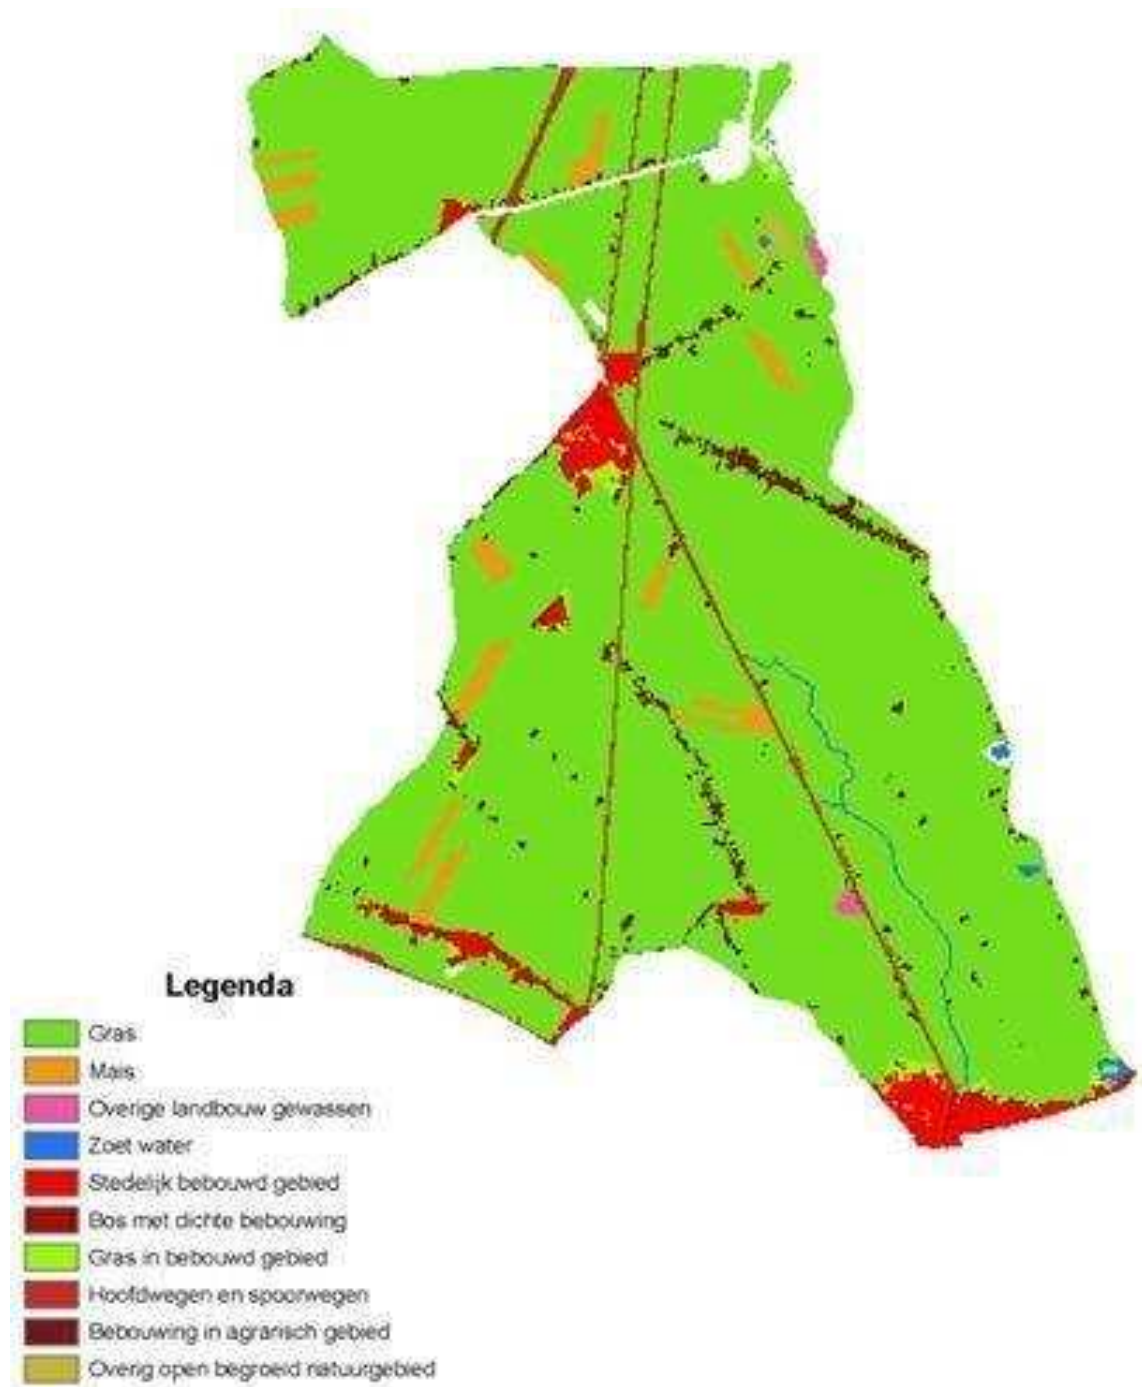 Legenda
Gras
Mais
Overige landbouw gewassen
Zoet water
Stedelijk bebouwd gebied
Bos met dichte bebouwing
Gras in bebouwd gebied
Hoofdwegen en spoorwegen
Bebouwing in agrarisch gebied
Overig open begroeid natuurgebied